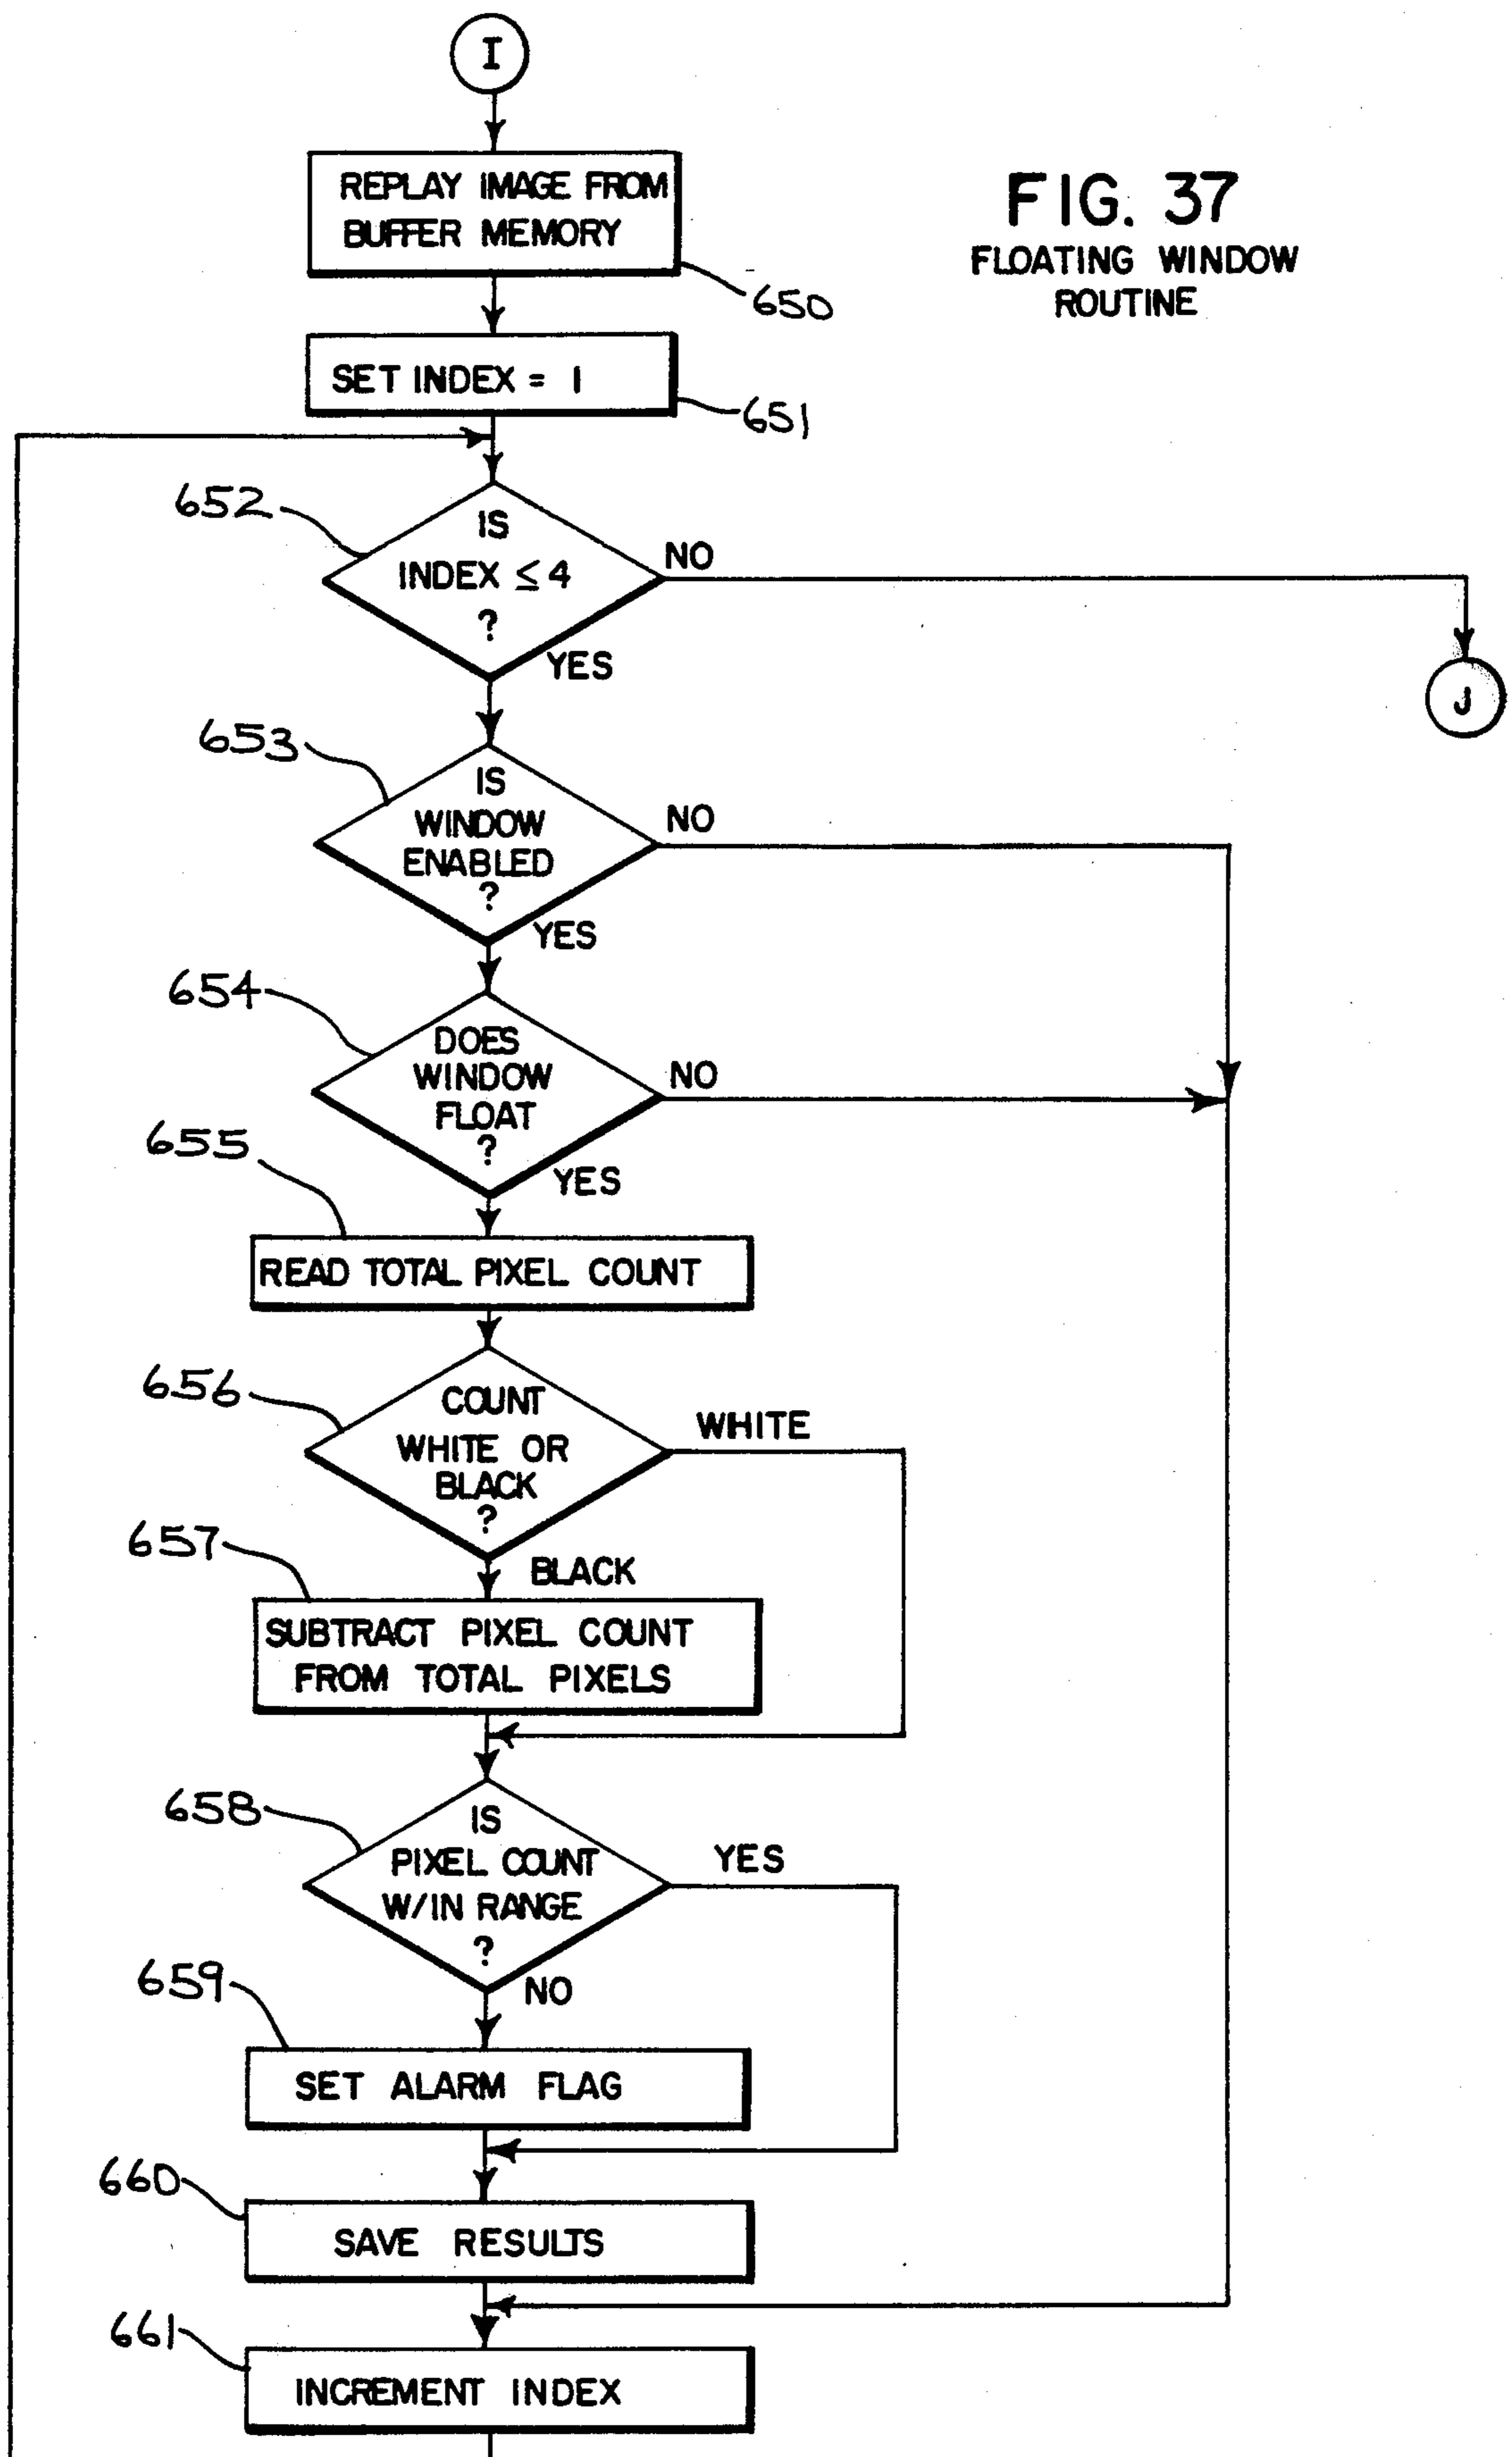 I
REPLAY IMAGE FROM
BUFFER MEMORY
650
FIG. 37
FLOATING WINDOW
ROUTINE
SET INDEX = 1
651
652
IS
INDEX ≤ 4
?
NO
YES
J
653
IS
WINDOW
ENABLED
?
NO
YES
654
DOES
WINDOW
FLOAT
?
NO
YES
655
READ TOTAL PIXEL COUNT
656
COUNT
WHITE OR
BLACK
?
WHITE
BLACK
657
SUBTRACT PIXEL COUNT
FROM TOTAL PIXELS
658
IS
PIXEL COUNT
W/IN RANGE
?
YES
NO
659
SET ALARM FLAG
660
SAVE RESULTS
661
INCREMENT INDEX